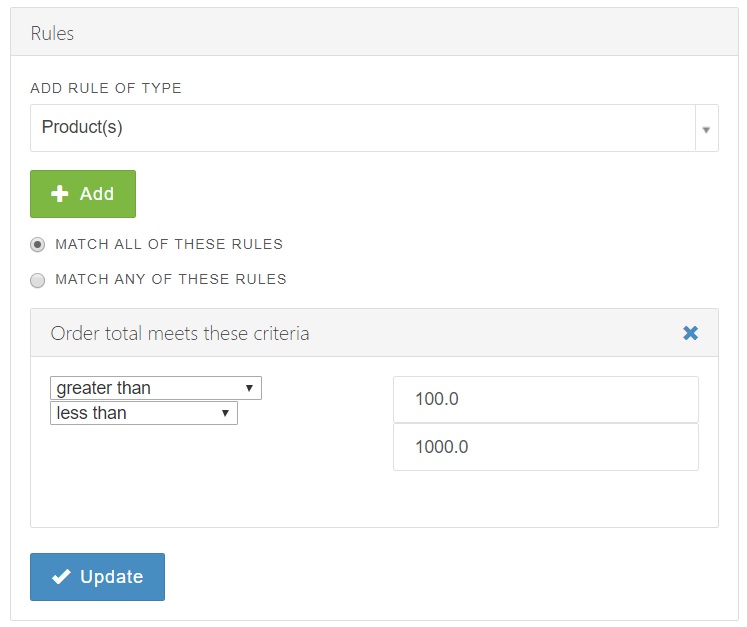 Rules
ADD RULE OF TYPE
Product(s)
Add
MATCH ALL OF THESE RULES
MATCH ANY OF THESE RULES
Order total meets these criteria
greater than
100.0
less than
1000.0
Update